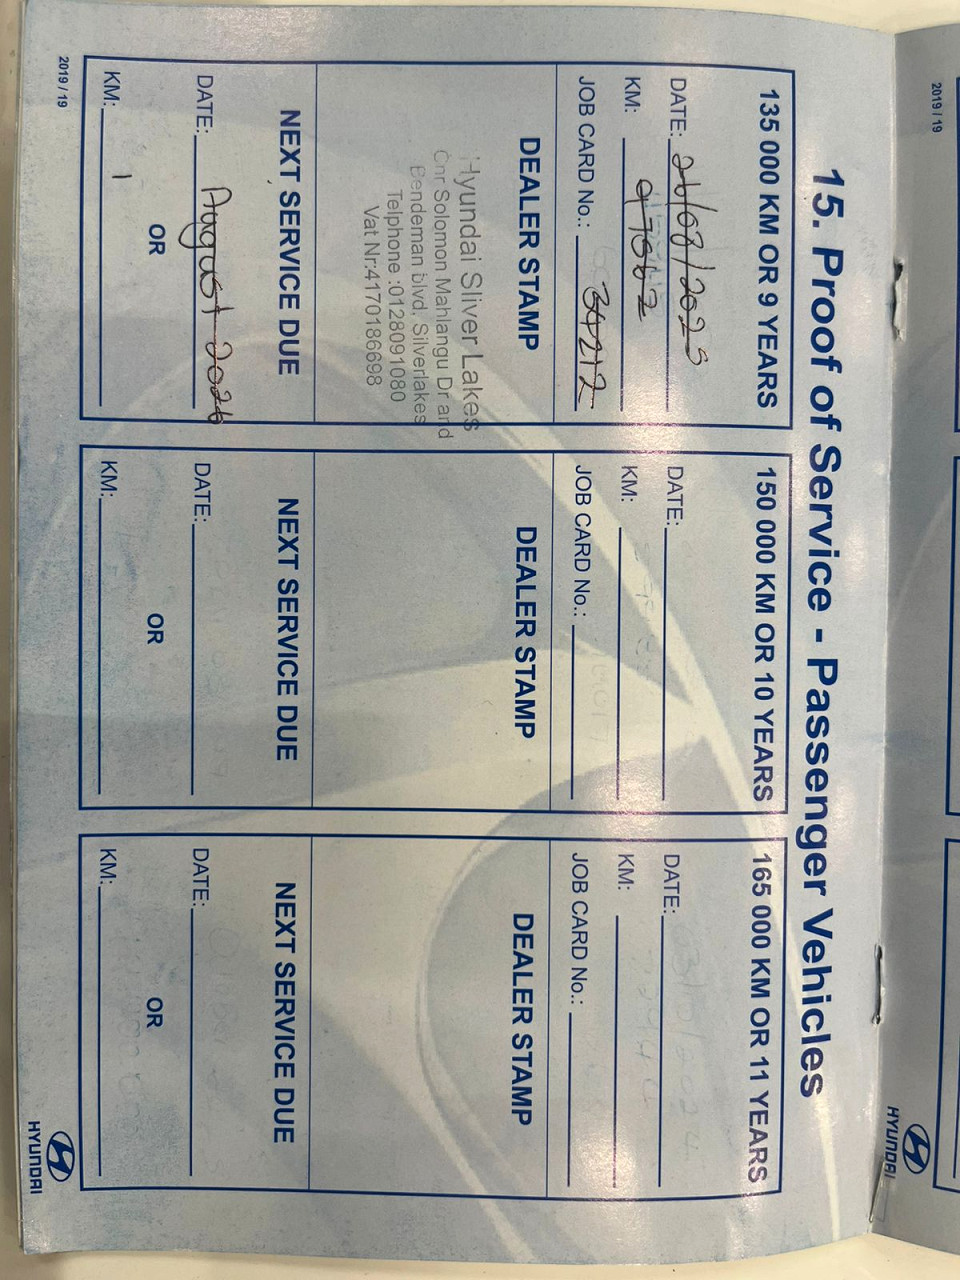 15. Proof of Service - Passenger Vehicles
135 000 KM OR 9 YEARS
DATE: 26/08/2025
KM: 97662
JOB CARD No.: 34212
DEALER STAMP
Hyundai Sliver Lakes
Cnr Solomon Mahlangu Dr and
Bendeman blvd, Silverlakes
Telphone :0128091080
Vat Nr:4170186698
NEXT SERVICE DUE
DATE: August 2026
OR
KM:
2019 / 19
150 000 KM OR 10 YEARS
DATE:
KM:
JOB CARD No.:
DEALER STAMP
NEXT SERVICE DUE
DATE:
OR
KM:
165 000 KM OR 11 YEARS
DATE:
KM:
JOB CARD No.:
DEALER STAMP
NEXT SERVICE DUE
DATE:
OR
KM:
HYUNDAI
2019 / 19
HYUNDAI